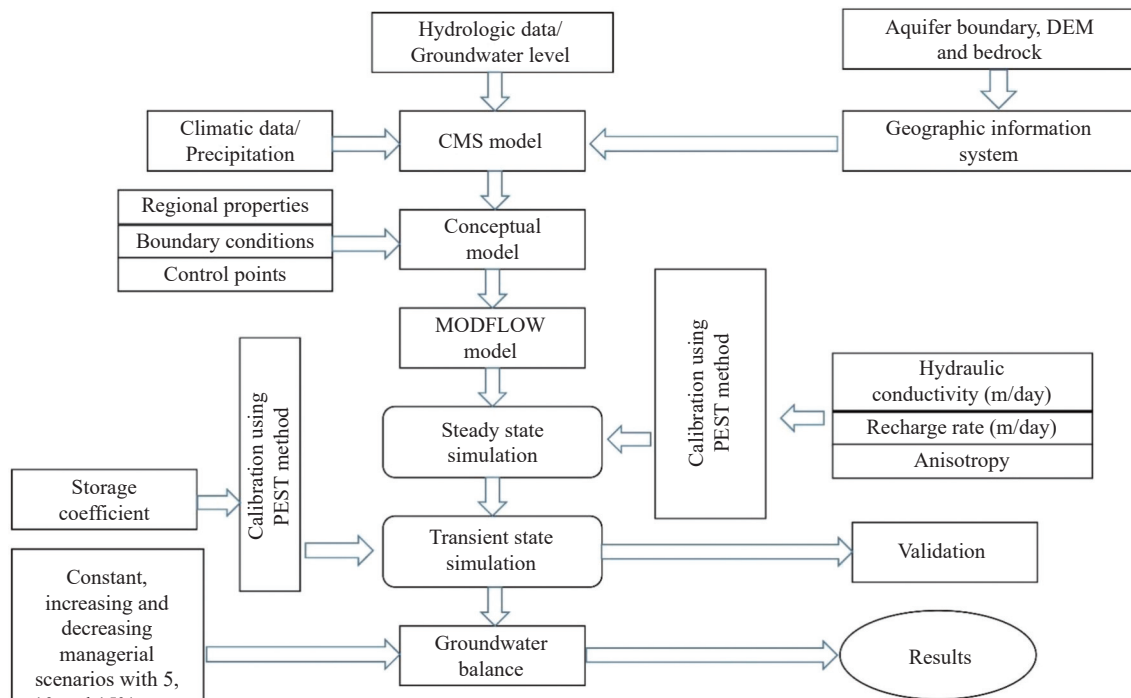 Hydrologic data/
Groundwater level
Aquifer boundary, DEM
and bedrock
Climatic data/
Precipitation
CMS model
Geographic information
system
Regional properties
Boundary conditions
Control points
Conceptual
model
MODFLOW
model
Calibration using
PEST method
Hydraulic
conductivity (m/day)
Recharge rate (m/day)
Anisotropy
Steady state
simulation
Storage
coefficient
Calibration using
PEST method
Transient state
simulation
Validation
Constant,
increasing and
decreasing
managerial
scenarios with 5,
Groundwater
balance
Results